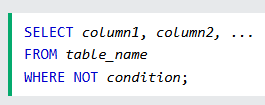 SELECT column1, column2, ...
FROM table_name
WHERE NOT condition;